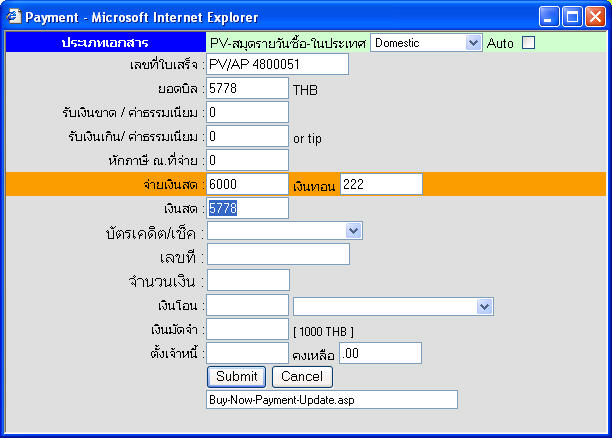 Payment - Microsoft Internet Explorer
ประเภทเอกสาร PV-สมุดรายวันซื้อ-ในประเทศ Domestic Auto
เลขที่ใบเสร็จ : PV/AP 4800051
ยอดบิล : 5778 THB
รับเงินขาด / ค่าธรรมเนียม : 0
รับเงินเกิน/ ค่าธรรมเนียม : 0 or tip
หักภาษี ณ.ที่จ่าย : 0
จ่ายเงินสด : 6000 เงินทอน 222
เงินสด : 5778
บัตรเคดิต/เช็ค :
เลขที่ :
จำนวนเงิน :
เงินโอน :
เงินมัดจำ : [ 1000 THB ]
ตั้งเจ้าหนี้ : คงเหลือ .00
Submit Cancel
Buy-Now-Payment-Update.asp